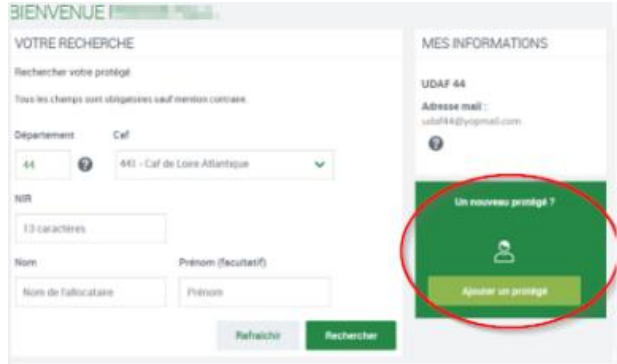 BIENVENUE
VOTRE RECHERCHE
Rechercher votre protégé
Tous les champs sont obligatoires sauf mention contraire.
Département Caf
44 ? 441 - Caf de Loire Atlantique
NIR
13 caractères
Nom Prénom (facultatif)
Nom de l'allocataire Prénom
Refraichir Rechercher
MES INFORMATIONS
UDAF 44
Adresse mail :
udaf44@yopmail.com
?
Un nouveau protégé ?
Ajouter un protégé